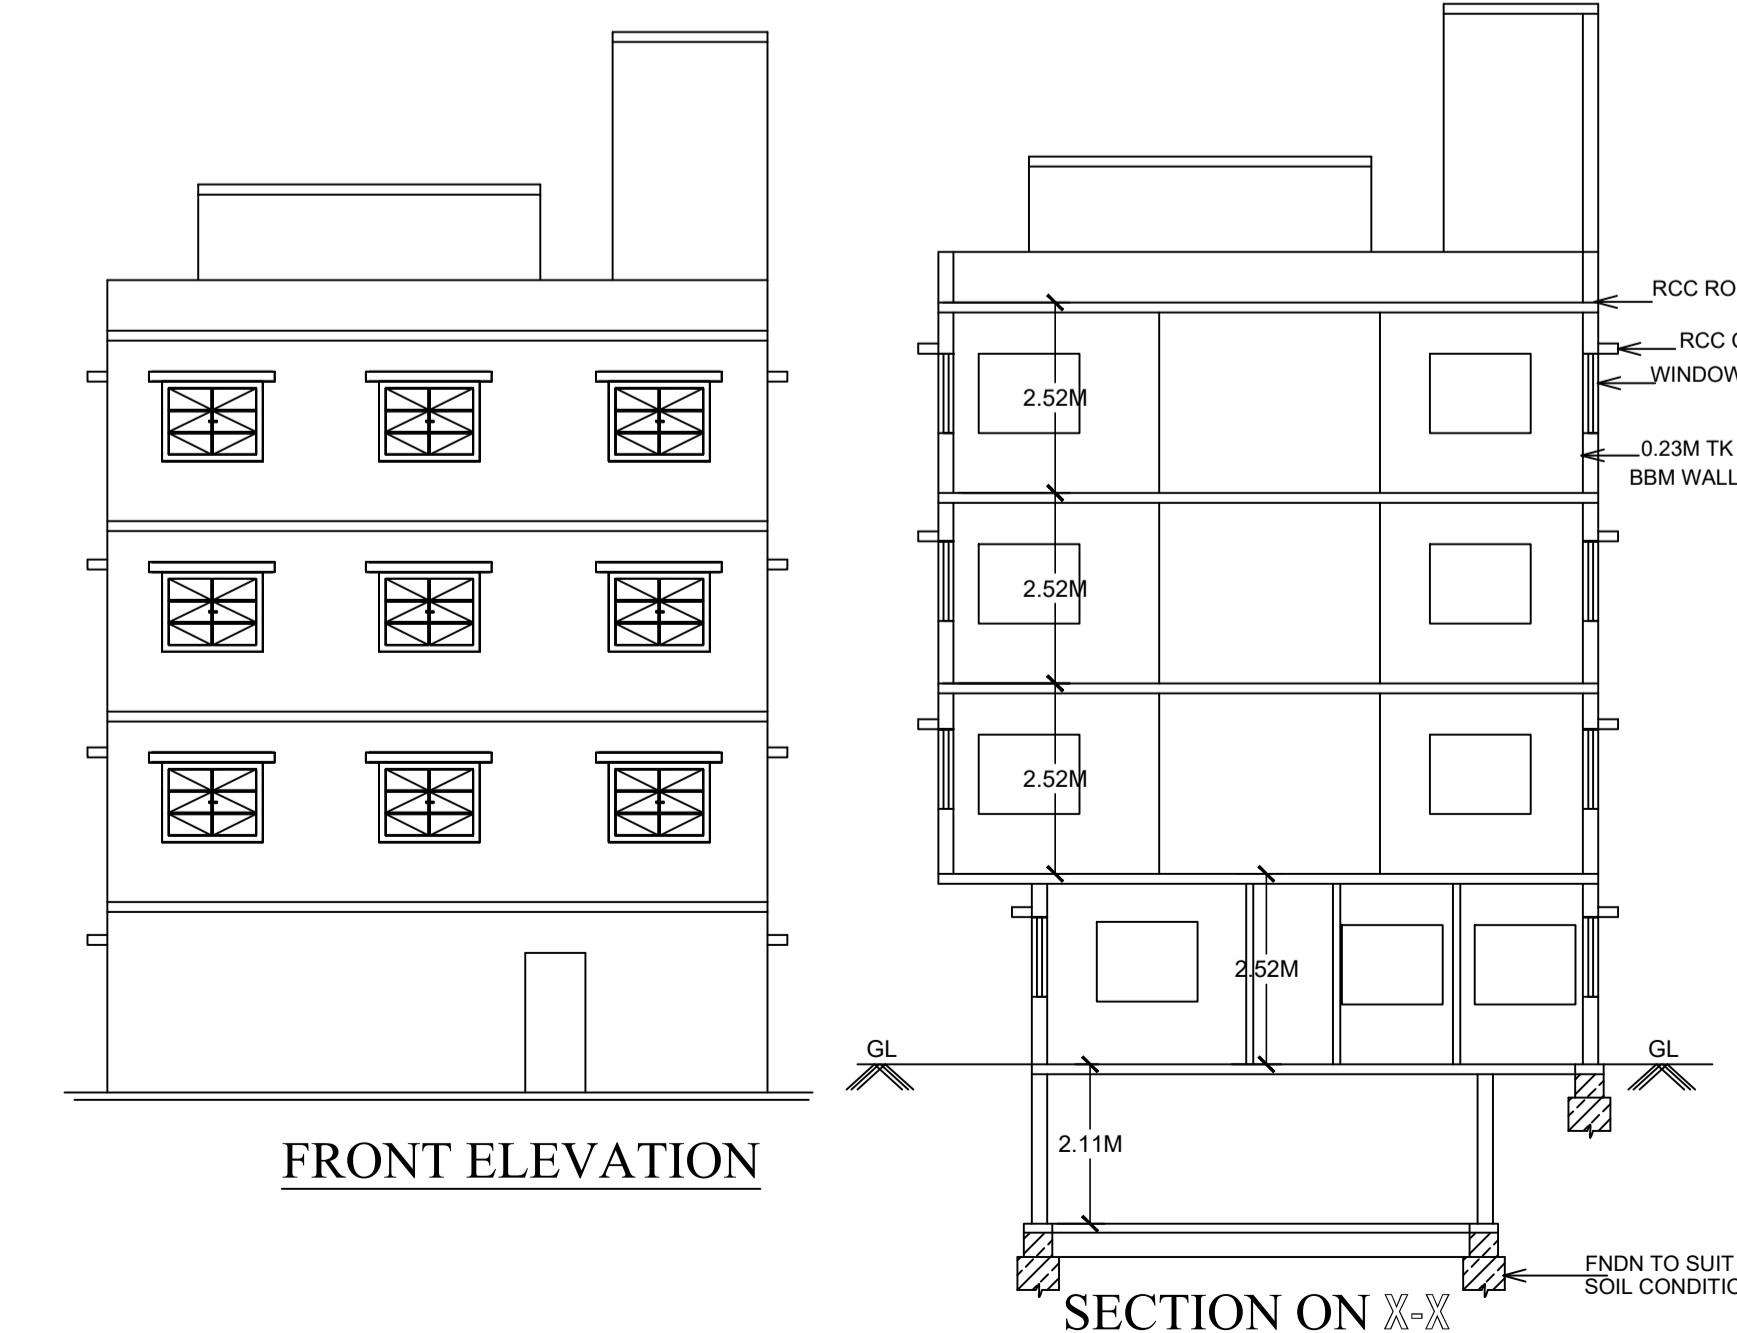 RCC RO
RCC
2.52M
WINDOW
0.23M TK
BBM WALL
2.52M
2.52M
2.52M
GL
GL
2.11M
FRONT ELEVATION
FNDN TO SUIT
SOIL CONDITIO
SECTION ON X-X